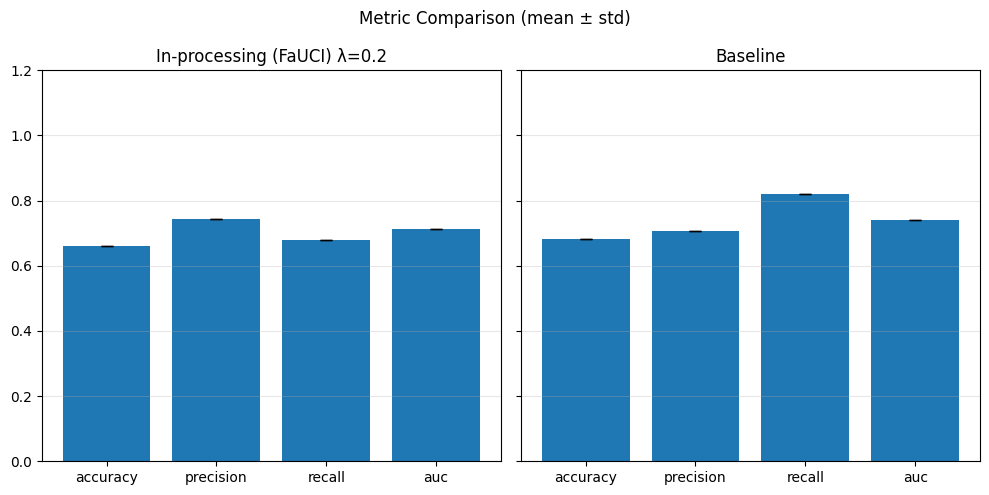 Metric Comparison (mean ± std)
In-processing (FaUCI) λ=0.2
Baseline
1.2
1.0
0.8
0.6
0.4
0.2
0.0
accuracy precision recall auc
accuracy precision recall auc